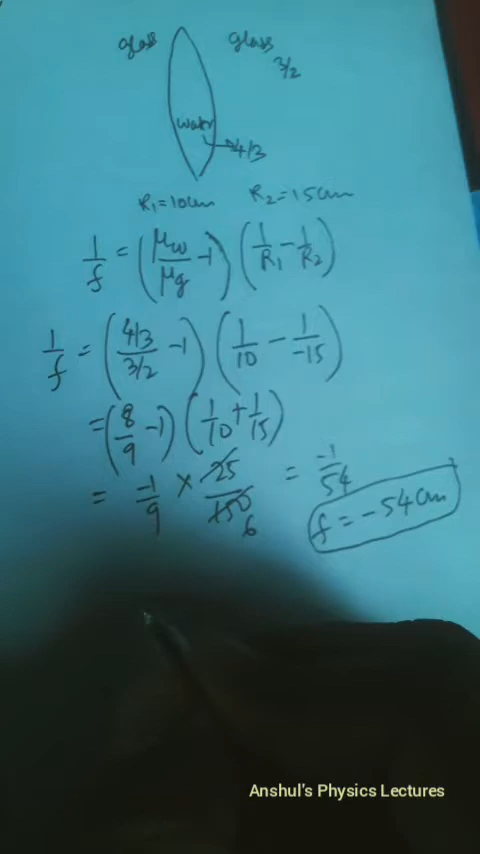 glass glass
3/2
water
4/3
R₁=10cm R₂=15cm
1/f = (μw/μg - 1) (1/R₁ - 1/R₂)
1/f = ((4/3)/(3/2) - 1) (1/10 - 1/-15)
= (8/9 - 1) (1/10 + 1/15)
= -1/9 × 25/150 6 = -1/54
f = -54cm
Anshul's Physics Lectures